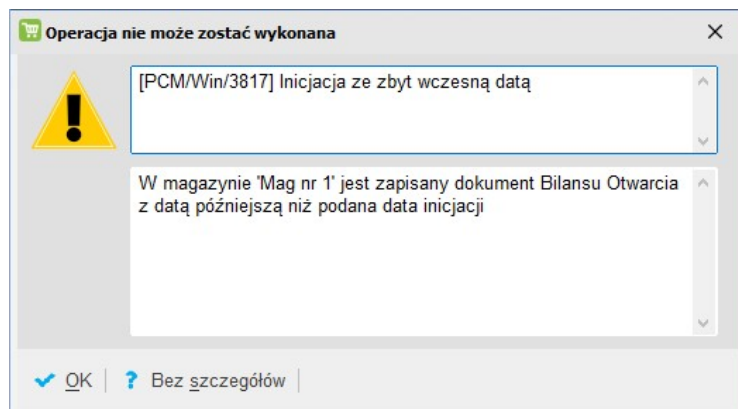 Operacja nie może zostać wykonana
[PCM/Win/3817] Inicjacja ze zbyt wczesną datą
W magazynie 'Mag nr 1' jest zapisany dokument Bilansu Otwarcia
z datą późniejszą niż podana data inicjacji
OK
? Bez szczegółów